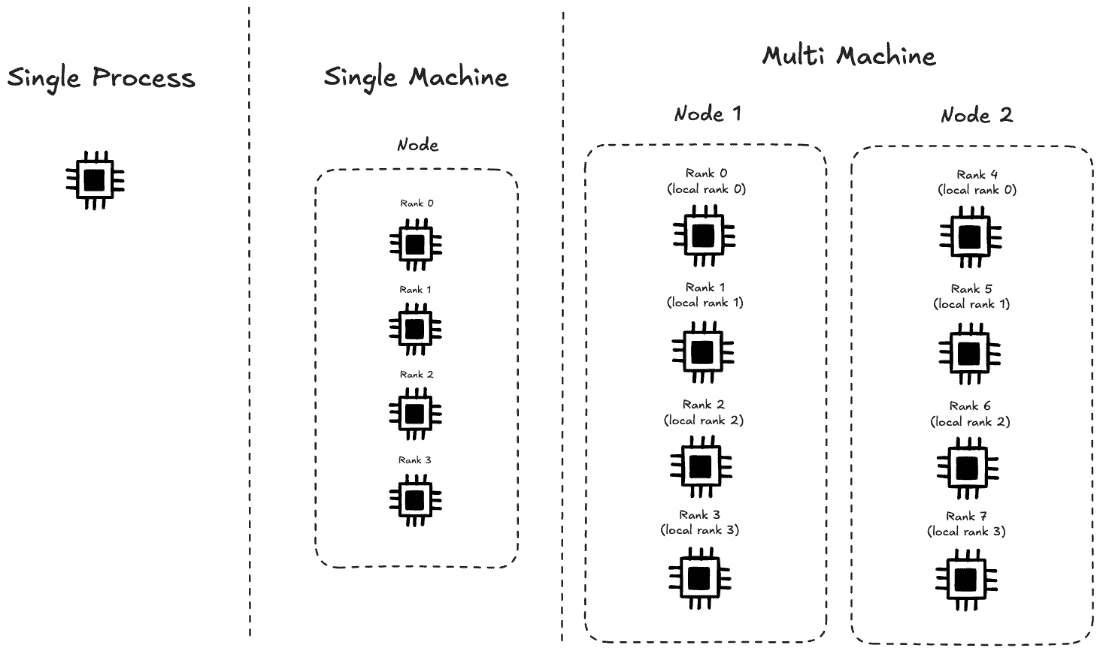 Single Process
Single Machine
Node
Rank 0
Rank 1
Rank 2
Rank 3
Multi Machine
Node 1
Rank 0
(local rank 0)
Rank 1
(local rank 1)
Rank 2
(local rank 2)
Rank 3
(local rank 3)
Node 2
Rank 4
(local rank 0)
Rank 5
(local rank 1)
Rank 6
(local rank 2)
Rank 7
(local rank 3)